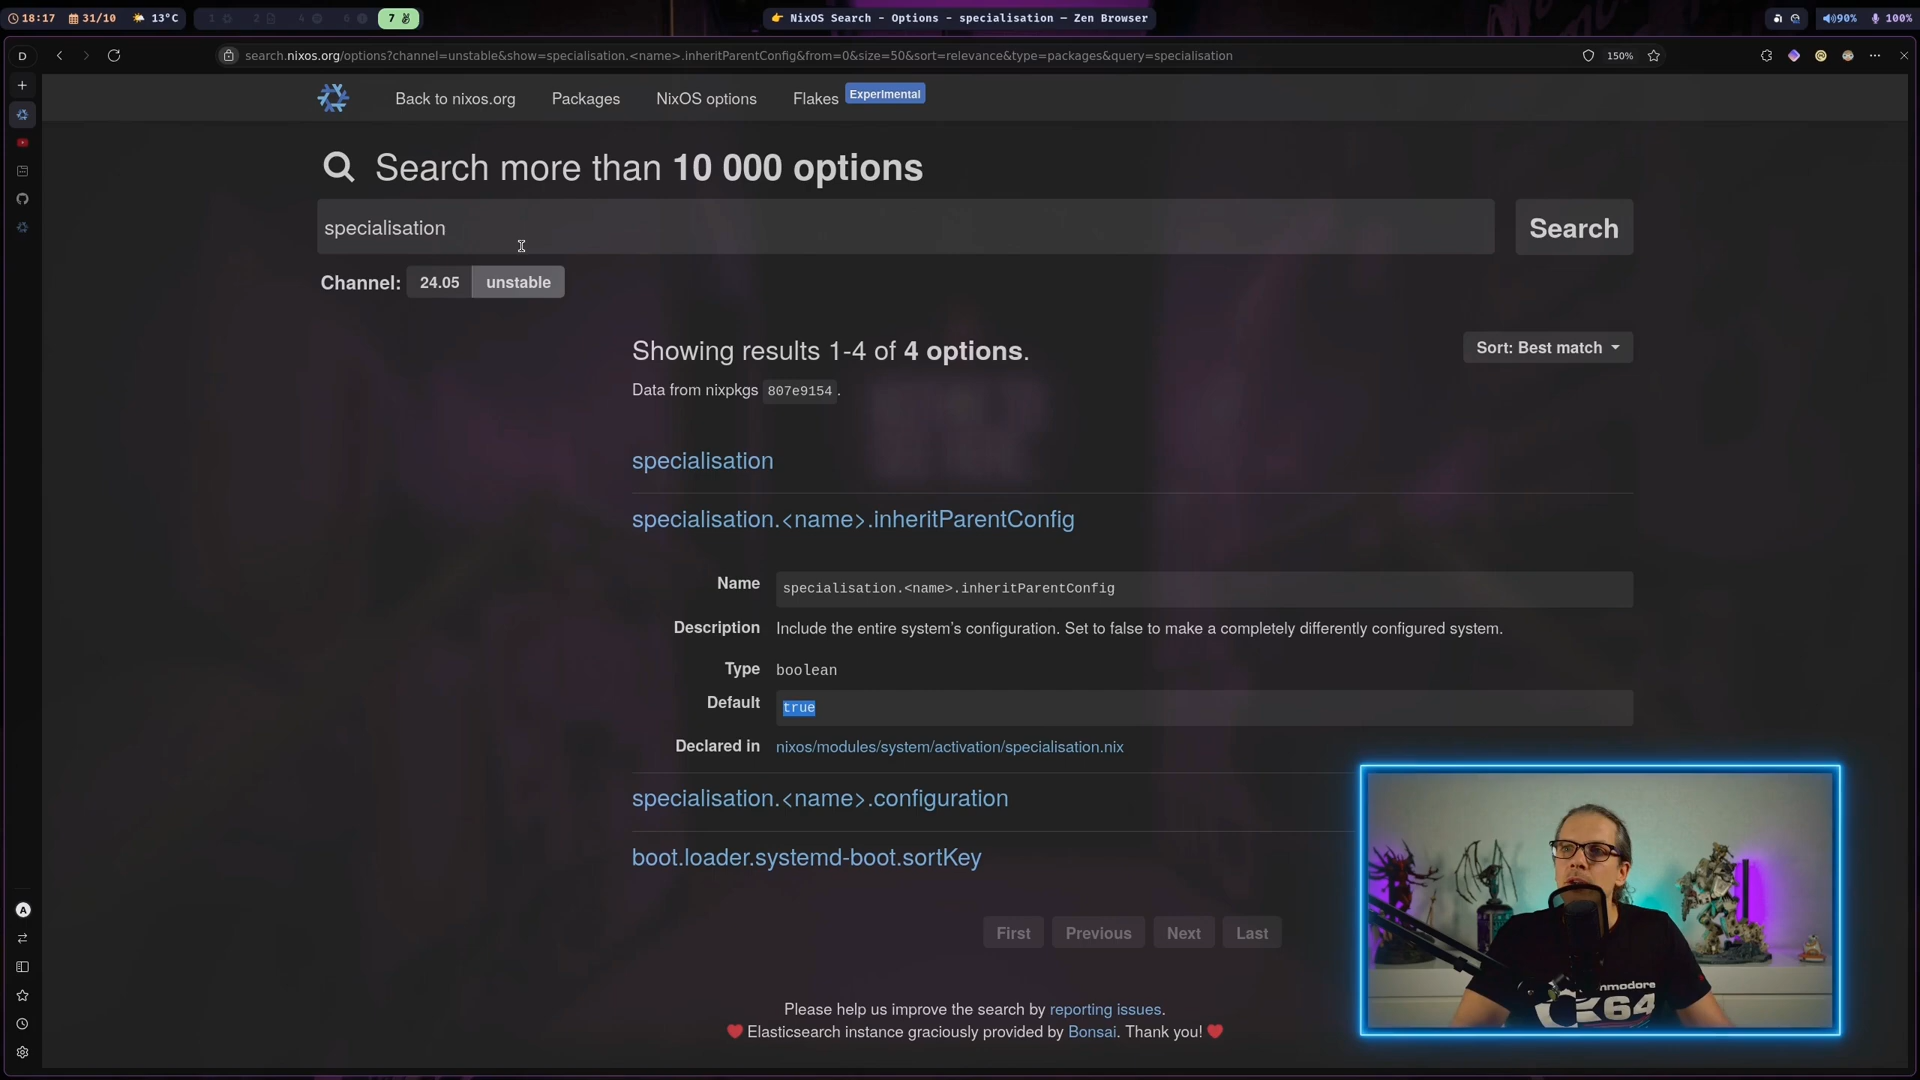 18:17 31/10 13°C 1 2 4 6 7
👉 NixOS Search - Options - specialisation — Zen Browser
90% 100%
D
search.nixos.org/options?channel=unstable&show=specialisation.<name>.inheritParentConfig&from=0&size=50&sort=relevance&type=packages&query=specialisation
150%
Back to nixos.org Packages NixOS options Flakes Experimental
Search more than 10 000 options
specialisation
Search
Channel: 24.05 unstable
Showing results 1-4 of 4 options.
Sort: Best match
Data from nixpkgs 807e9154.
specialisation
specialisation.<name>.inheritParentConfig
Name specialisation.<name>.inheritParentConfig
Description Include the entire system’s configuration. Set to false to make a completely differently configured system.
Type boolean
Default true
Declared in nixos/modules/system/activation/specialisation.nix
specialisation.<name>.configuration
boot.loader.systemd-boot.sortKey
First Previous Next Last
Please help us improve the search by reporting issues.
❤️ Elasticsearch instance graciously provided by Bonsai. Thank you! ❤️
A
mmodore
64